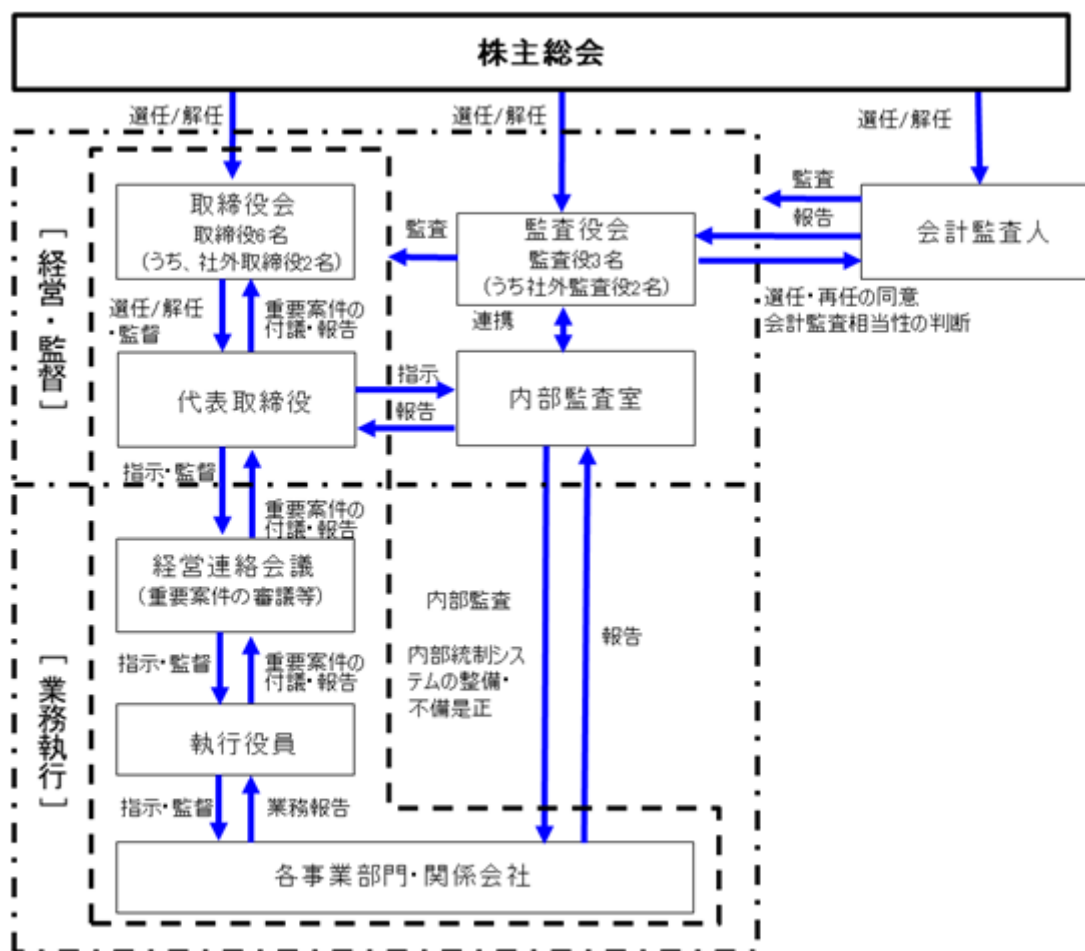 株主総会
選任/解任
選任/解任
選任/解任
[経営・監督]
取締役会
取締役6名
(うち、社外取締役2名)
監査
監査役会
監査役3名
(うち社外監査役2名)
監査
報告
会計監査人
選任・再任の同意
会計監査相当性の判断
選任/解任
・監督
重要案件の
付議・報告
連携
代表取締役
指示
報告
内部監査室
指示・監督
重要案件の
付議・報告
[業務執行]
経営連絡会議
(重要案件の審議等)
内部監査
内部統制シス
テムの整備・
不備是正
報告
指示・監督
重要案件の
付議・報告
執行役員
指示・監督
業務報告
各事業部門・関係会社